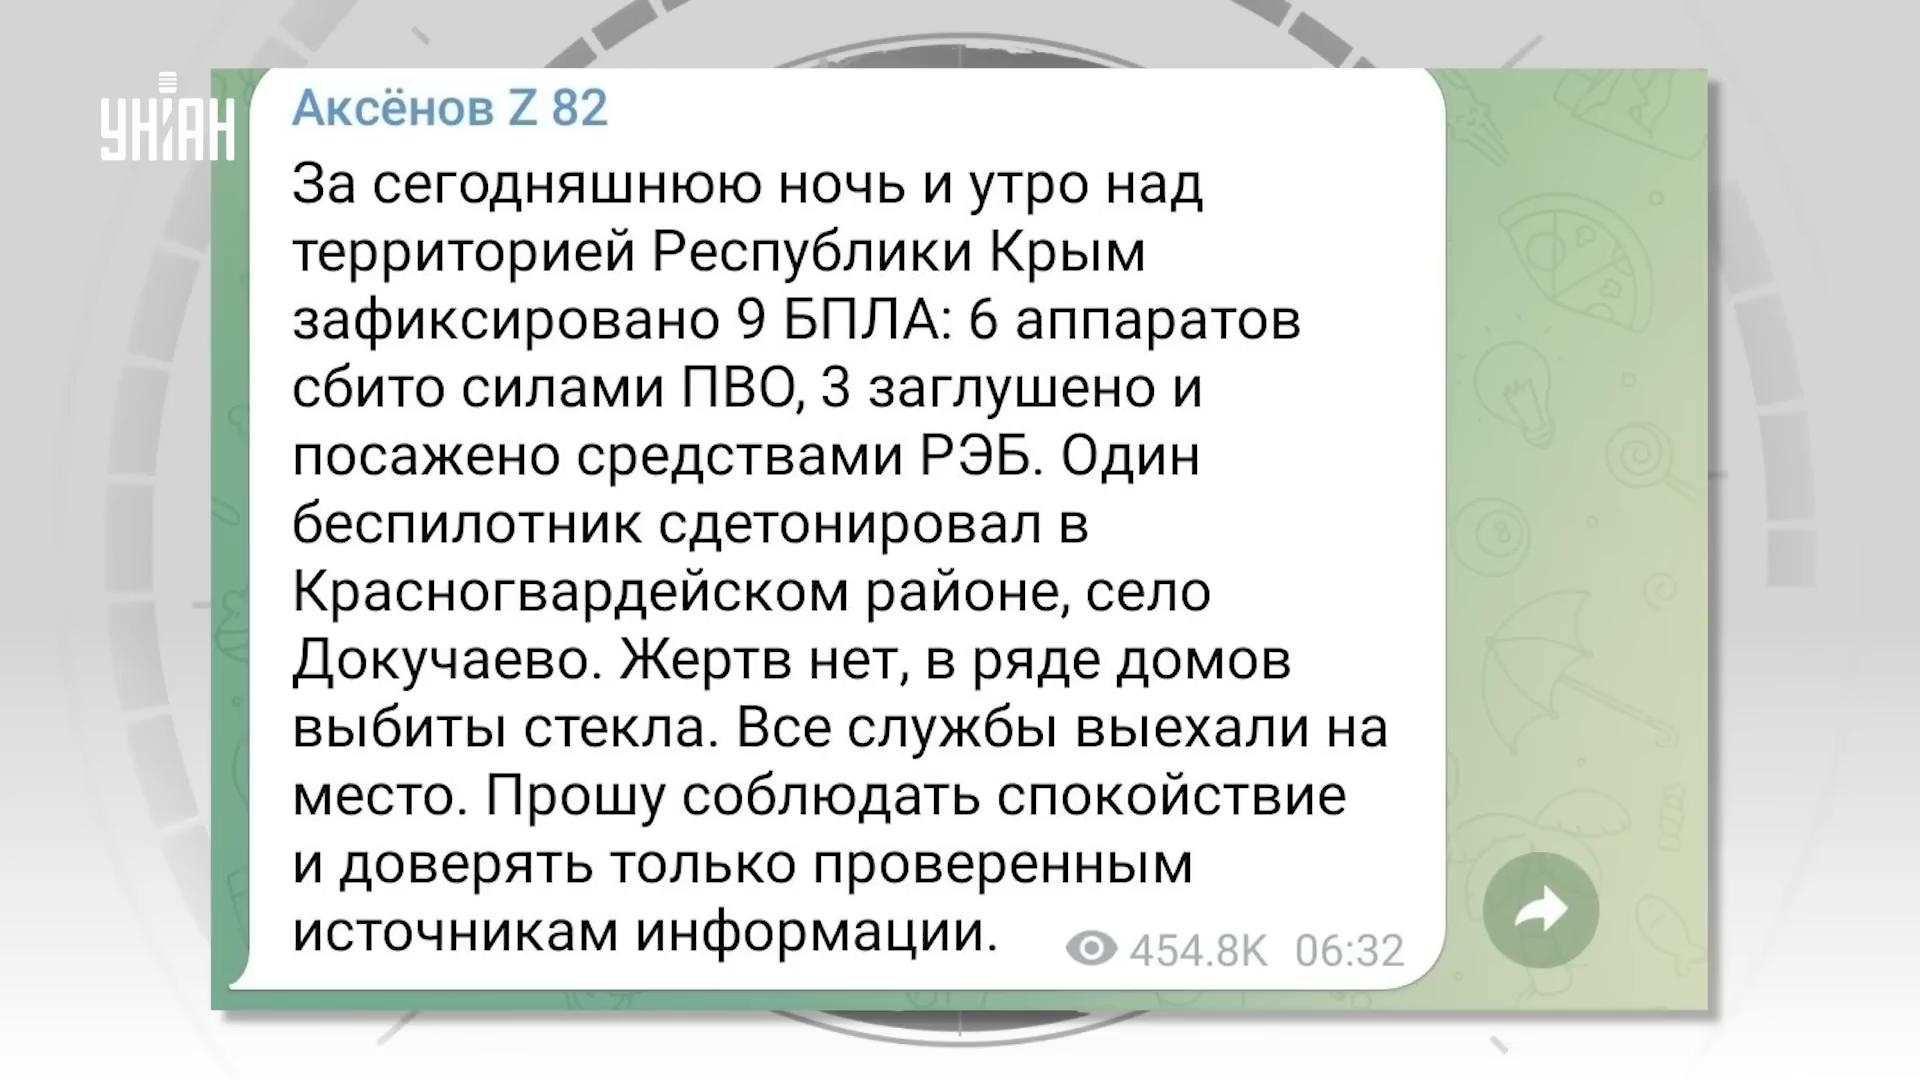 УНІАН
Аксёнов Z 82
За сегодняшнюю ночь и утро над
территорией Республики Крым
зафиксировано 9 БПЛА: 6 аппаратов
сбито силами ПВО, 3 заглушено и
посажено средствами РЭБ. Один
беспилотник сдетонировал в
Красногвардейском районе, село
Докучаево. Жертв нет, в ряде домов
выбиты стекла. Все службы выехали на
место. Прошу соблюдать спокойствие
и доверять только проверенным
источникам информации.
454.8K 06:32